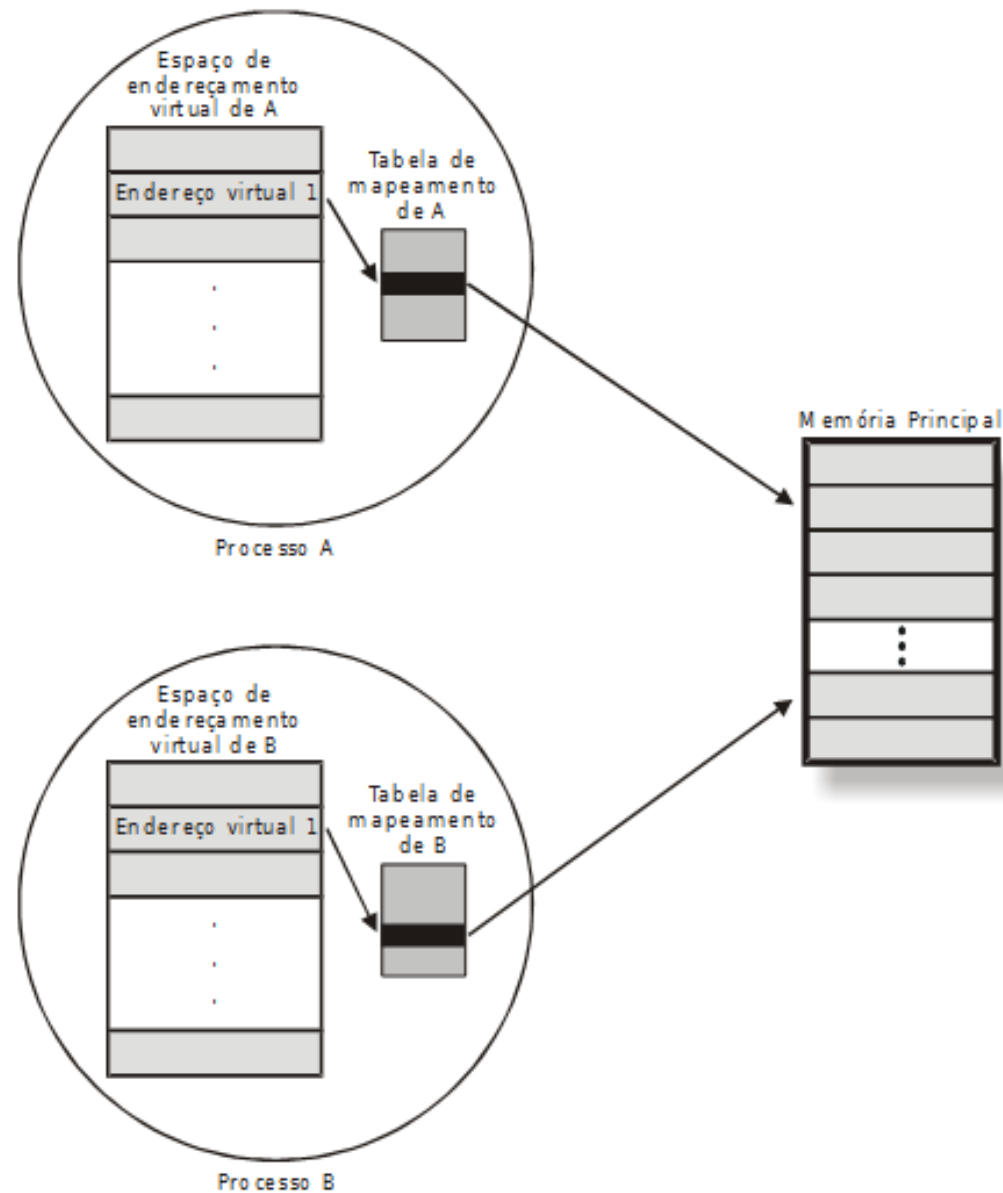 Espaço de
endereçamento
virtual de A
Endereço virtual 1
Tabela de
mapeamento
de A
Processo A
Memória Principal
Espaço de
endereçamento
virtual de B
Endereço virtual 1
Tabela de
mapeamento
de B
Processo B